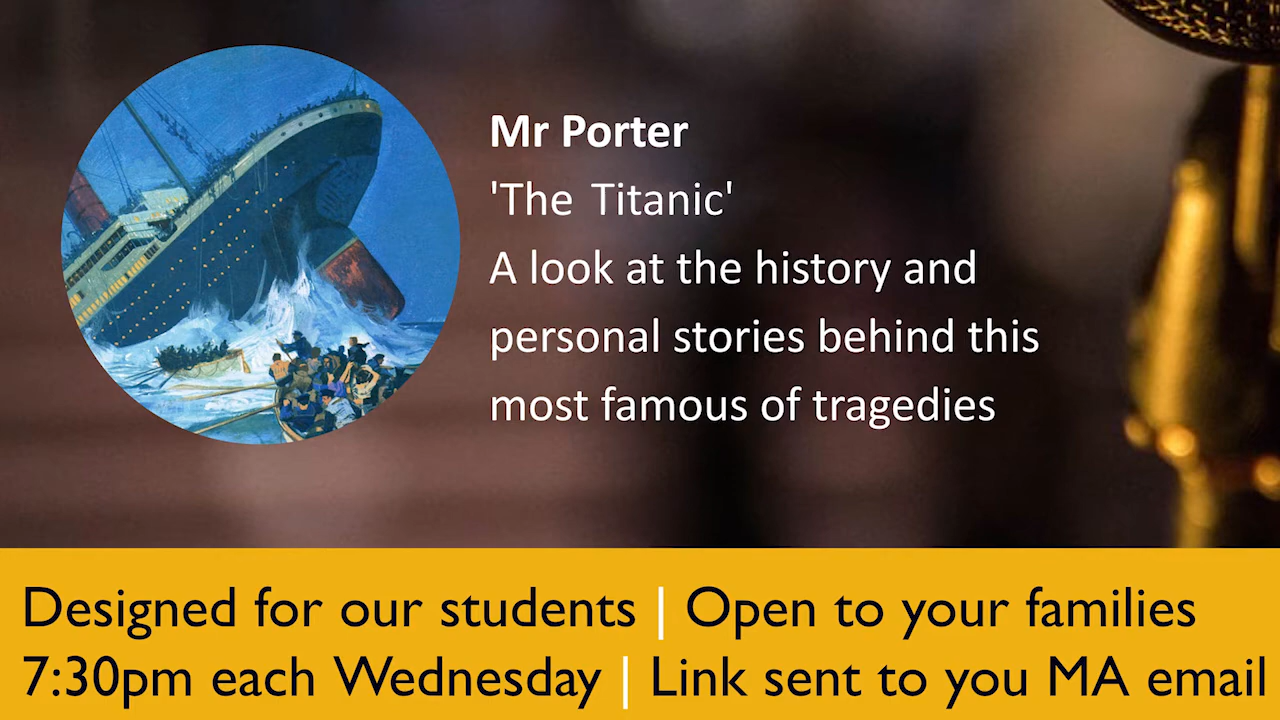 Mr Porter
'The Titanic'
A look at the history and
personal stories behind this
most famous of tragedies
Designed for our students | Open to your families
7:30pm each Wednesday | Link sent to you MA email